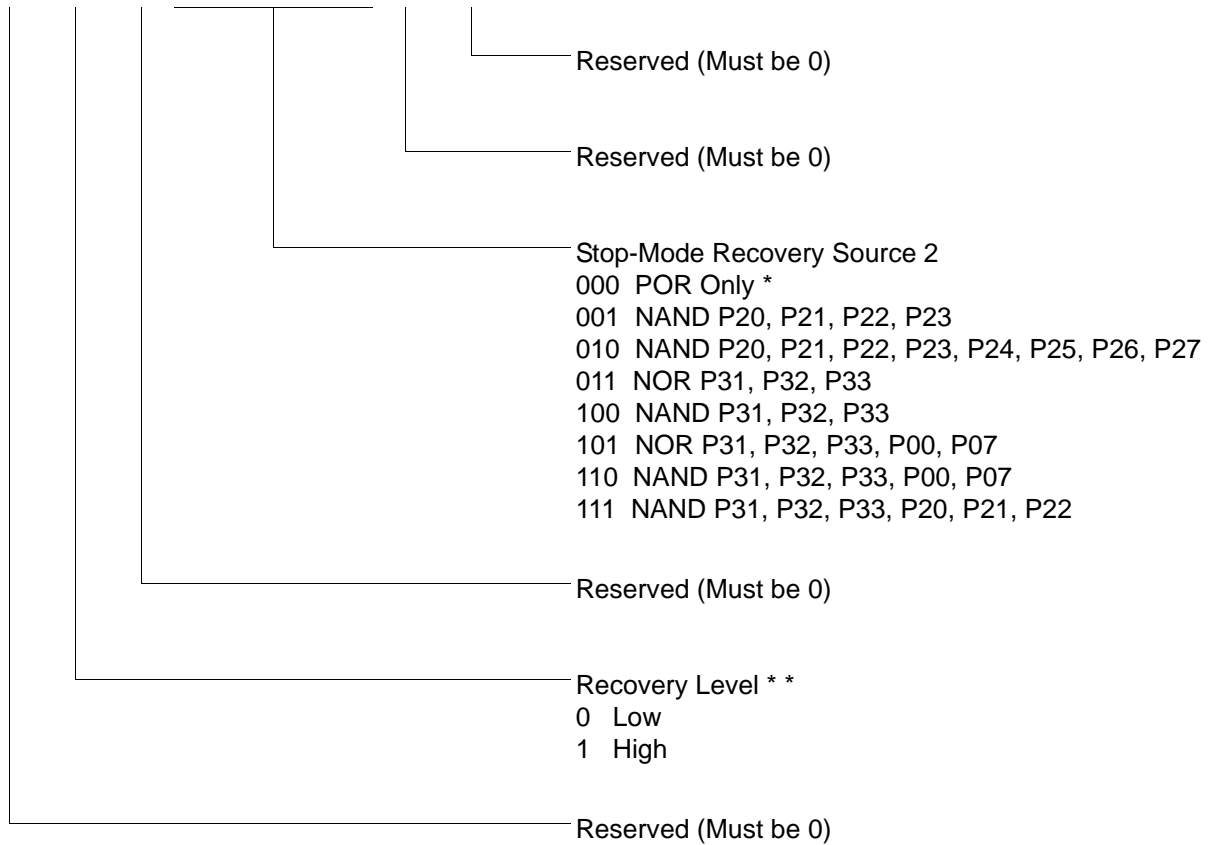 Reserved (Must be 0)
Reserved (Must be 0)
Stop-Mode Recovery Source 2
000 POR Only *
001 NAND P20, P21, P22, P23
010 NAND P20, P21, P22, P23, P24, P25, P26, P27
011 NOR P31, P32, P33
100 NAND P31, P32, P33
101 NOR P31, P32, P33, P00, P07
110 NAND P31, P32, P33, P00, P07
111 NAND P31, P32, P33, P20, P21, P22
Reserved (Must be 0)
Recovery Level * *
0 Low
1 High
Reserved (Must be 0)